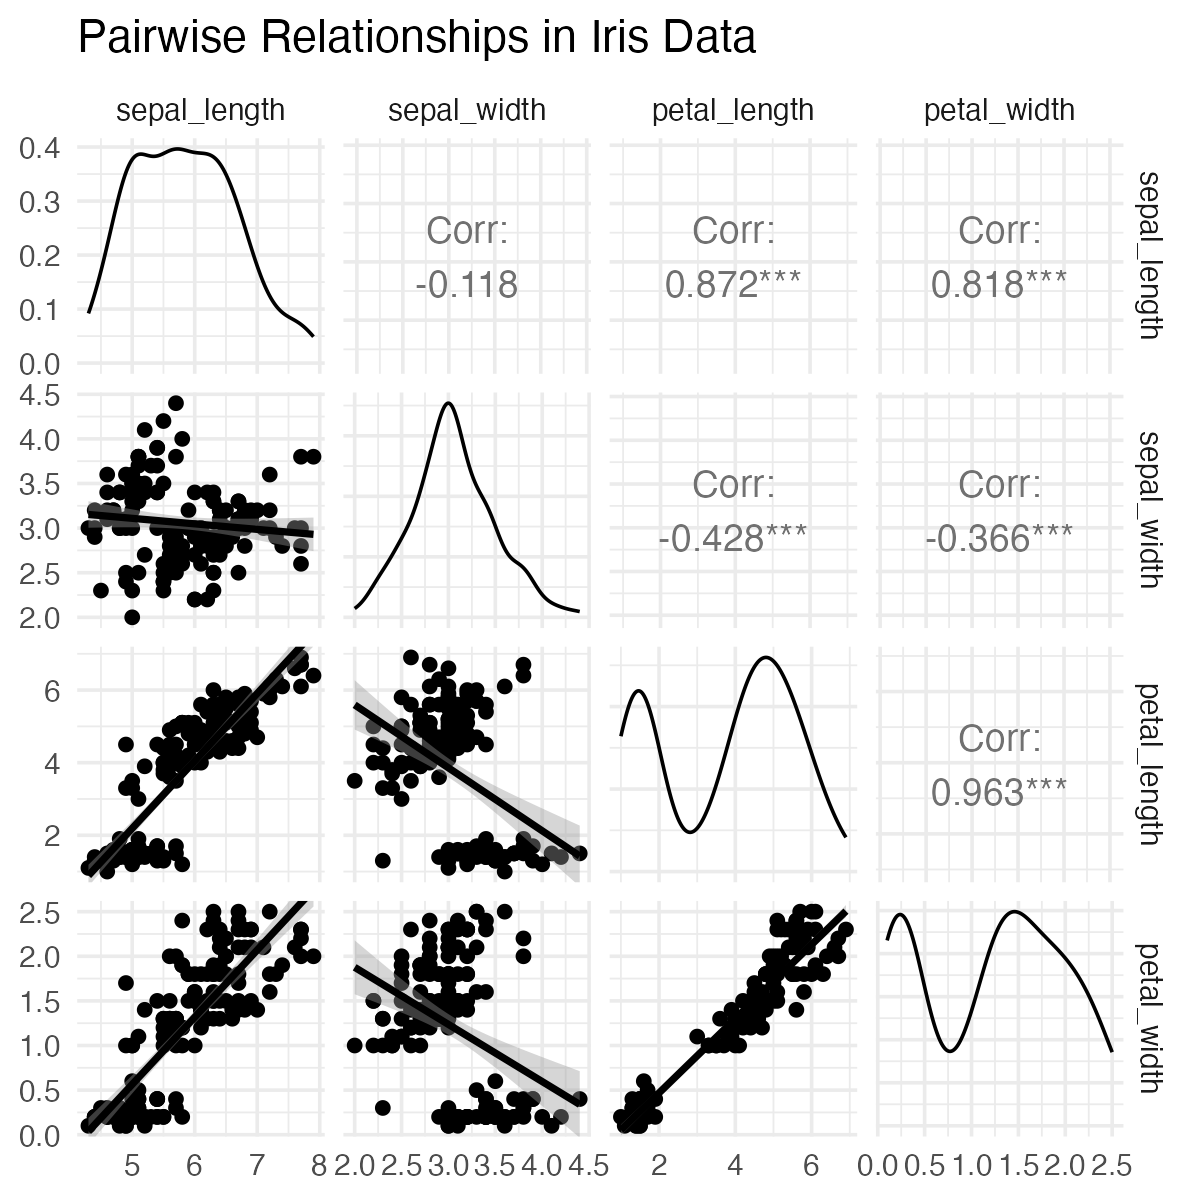 Pairwise Relationships in Iris Data
sepal_length sepal_width petal_length petal_width
0.4
0.3
0.2
0.1
0.0
Corr:
-0.118
Corr:
0.872***
Corr:
0.818***
sepal_length
4.5
4.0
3.5
3.0
2.5
2.0
Corr:
-0.428***
Corr:
-0.366***
sepal_width
6
4
2
Corr:
0.963***
petal_length
2.5
2.0
1.5
1.0
0.5
0.0
petal_width
5 6 7 8 2.0 2.5 3.0 3.5 4.0 4.5 2 4 6 0.0 0.5 1.0 1.5 2.0 2.5